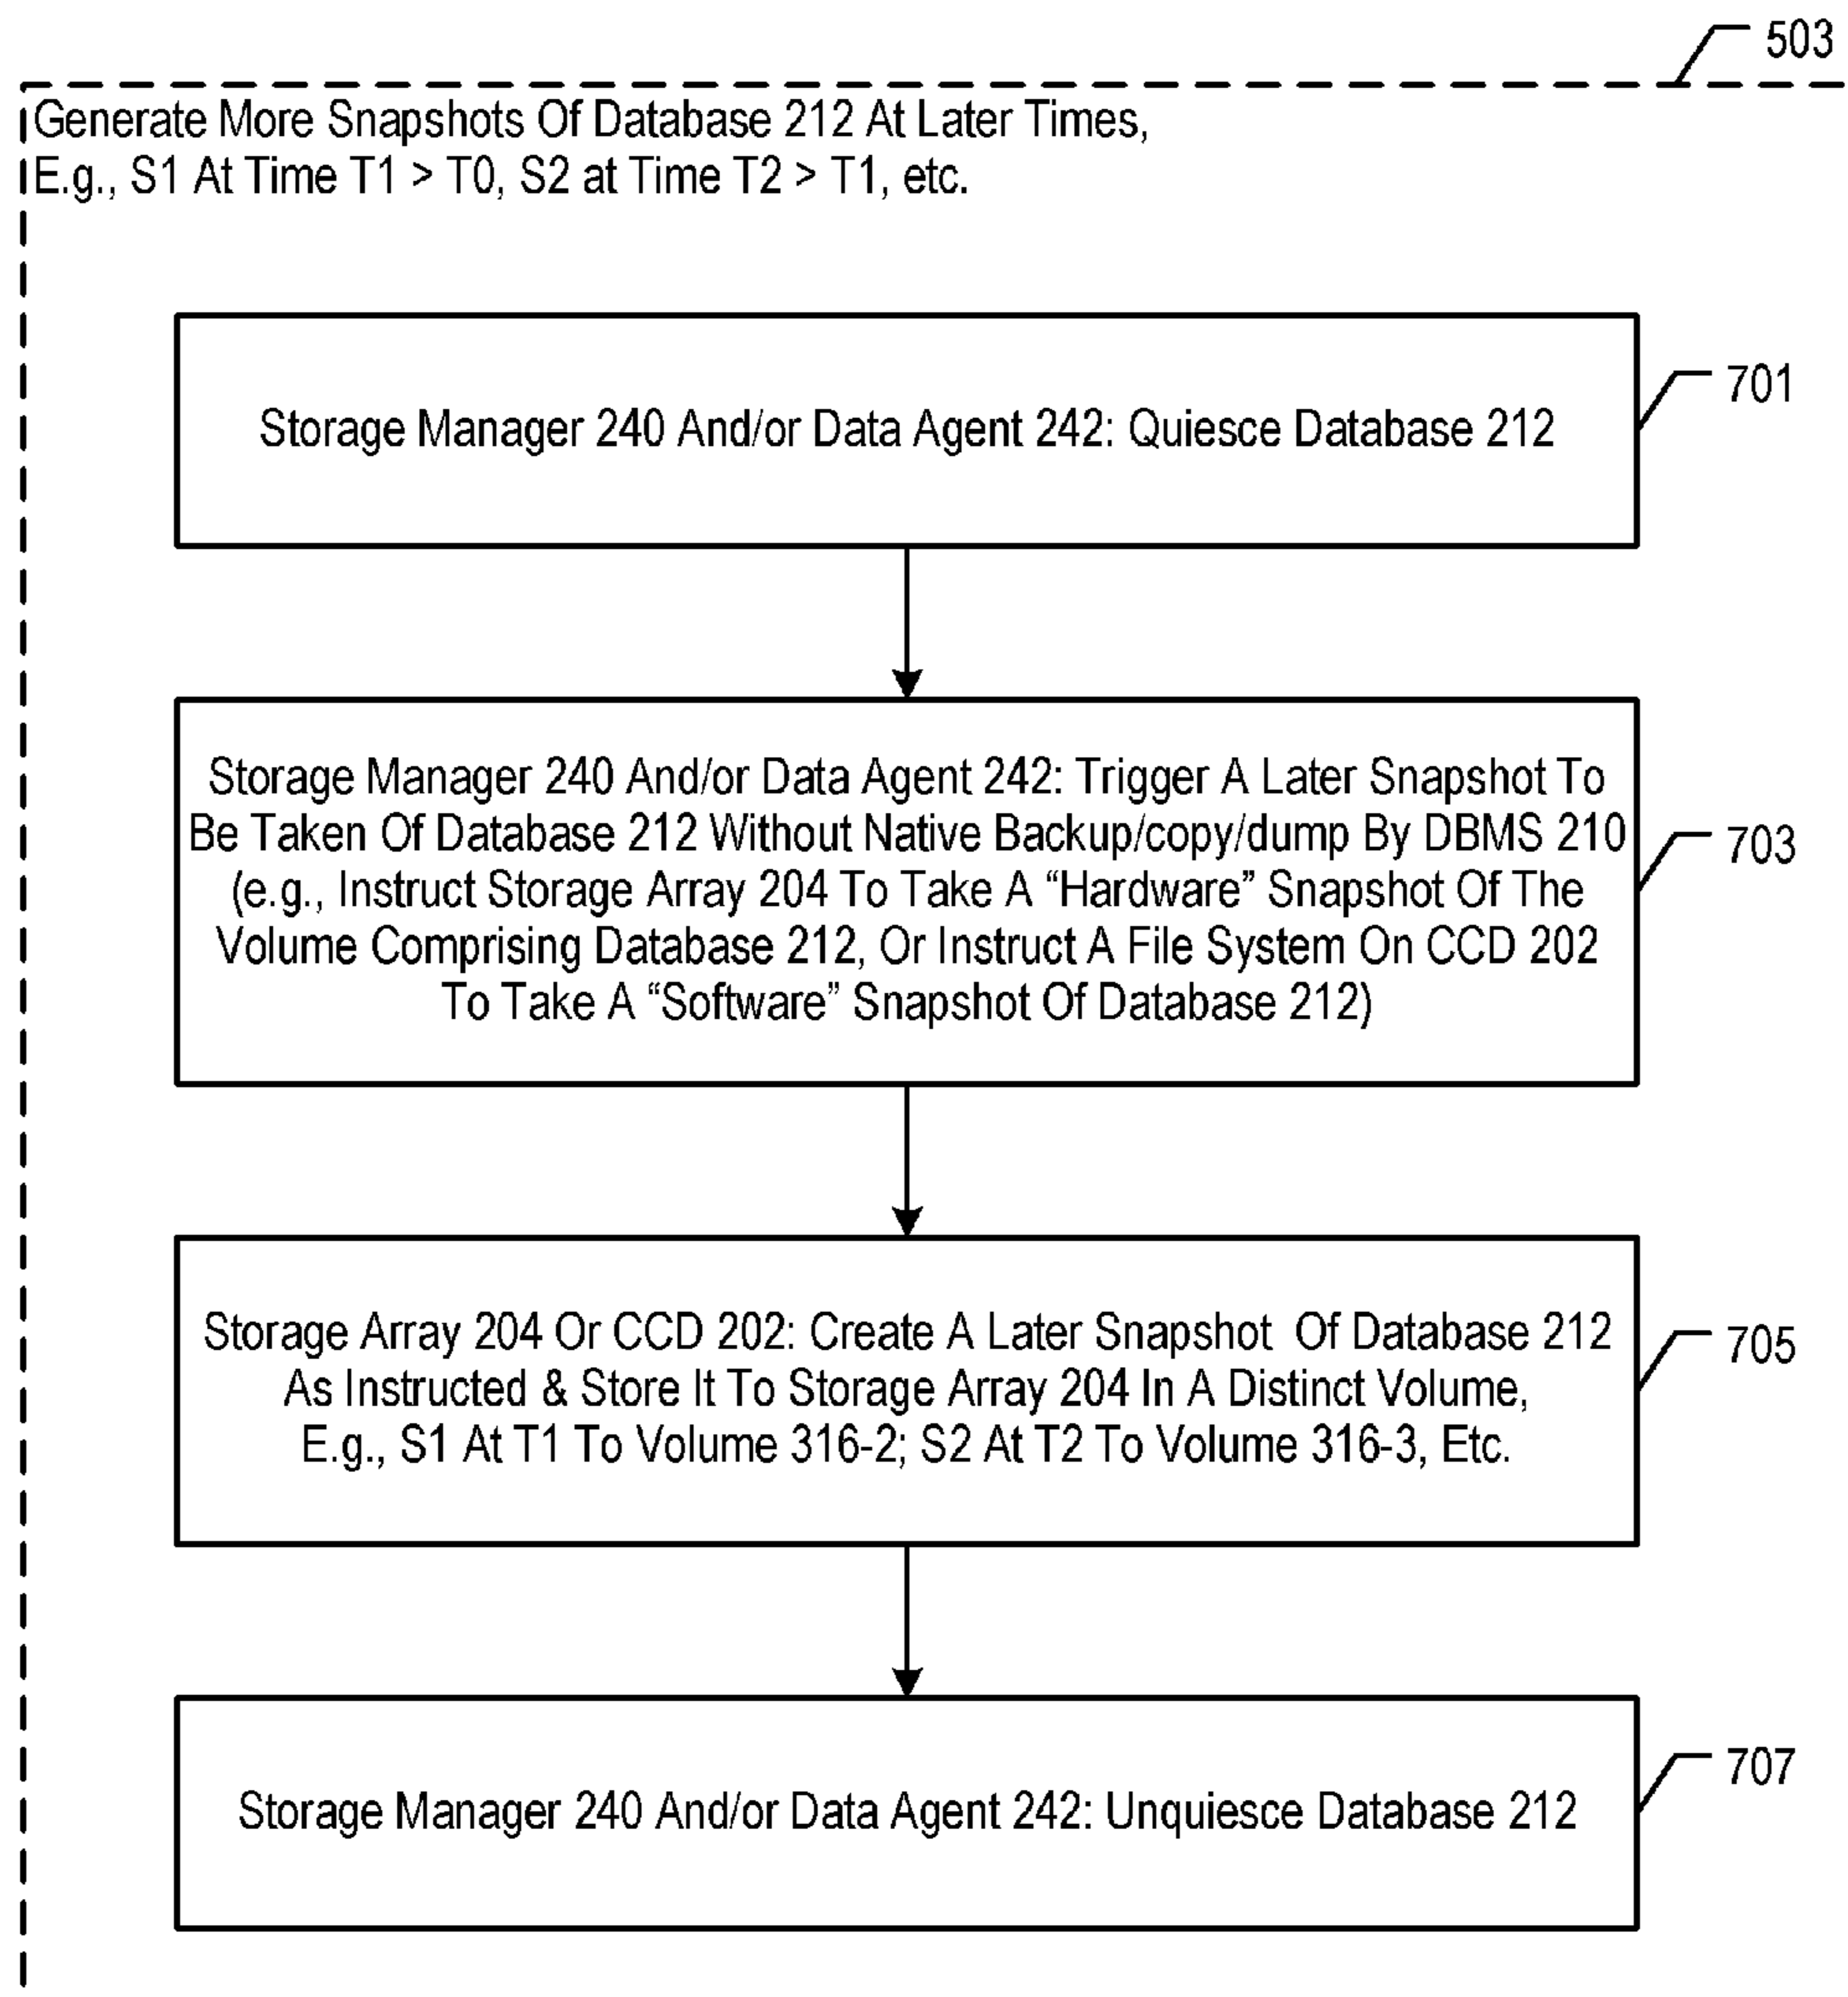 503
Generate More Snapshots Of Database 212 At Later Times,
E.g., S1 At Time T1 > T0, S2 at Time T2 > T1, etc.
Storage Manager 240 And/or Data Agent 242: Quiesce Database 212
701
Storage Manager 240 And/or Data Agent 242: Trigger A Later Snapshot To
Be Taken Of Database 212 Without Native Backup/copy/dump By DBMS 210
(e.g., Instruct Storage Array 204 To Take A “Hardware” Snapshot Of The
Volume Comprising Database 212, Or Instruct A File System On CCD 202
To Take A “Software” Snapshot Of Database 212)
703
Storage Array 204 Or CCD 202: Create A Later Snapshot Of Database 212
As Instructed & Store It To Storage Array 204 In A Distinct Volume,
E.g., S1 At T1 To Volume 316-2; S2 At T2 To Volume 316-3, Etc.
705
Storage Manager 240 And/or Data Agent 242: Unquiesce Database 212
707